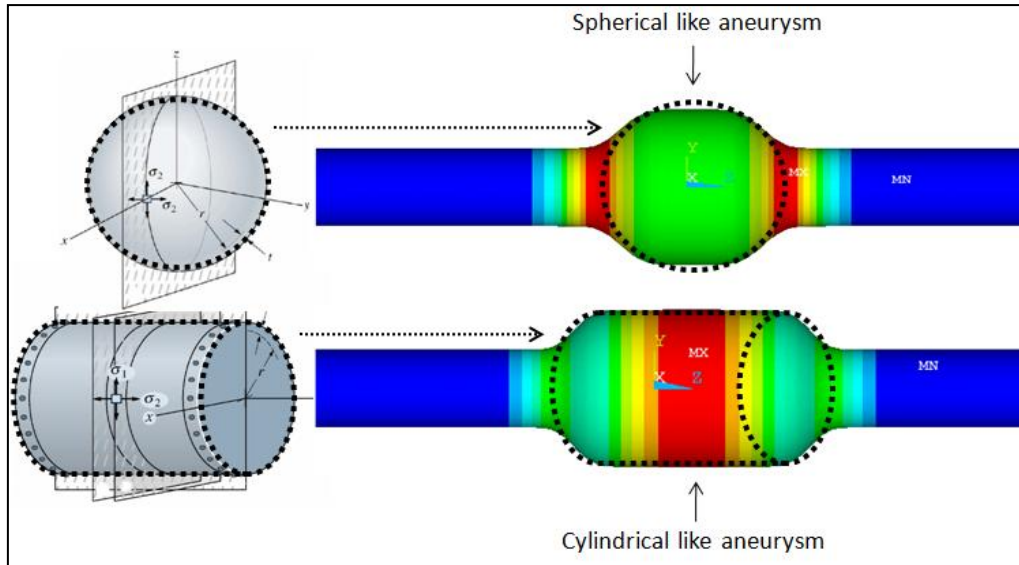 Spherical like aneurysm
z
σ2
σ2
r
x
y
t
Y
X
Z
MX
MN
σ1
σ2
x
r
Y
X
Z
MX
MN
Cylindrical like aneurysm